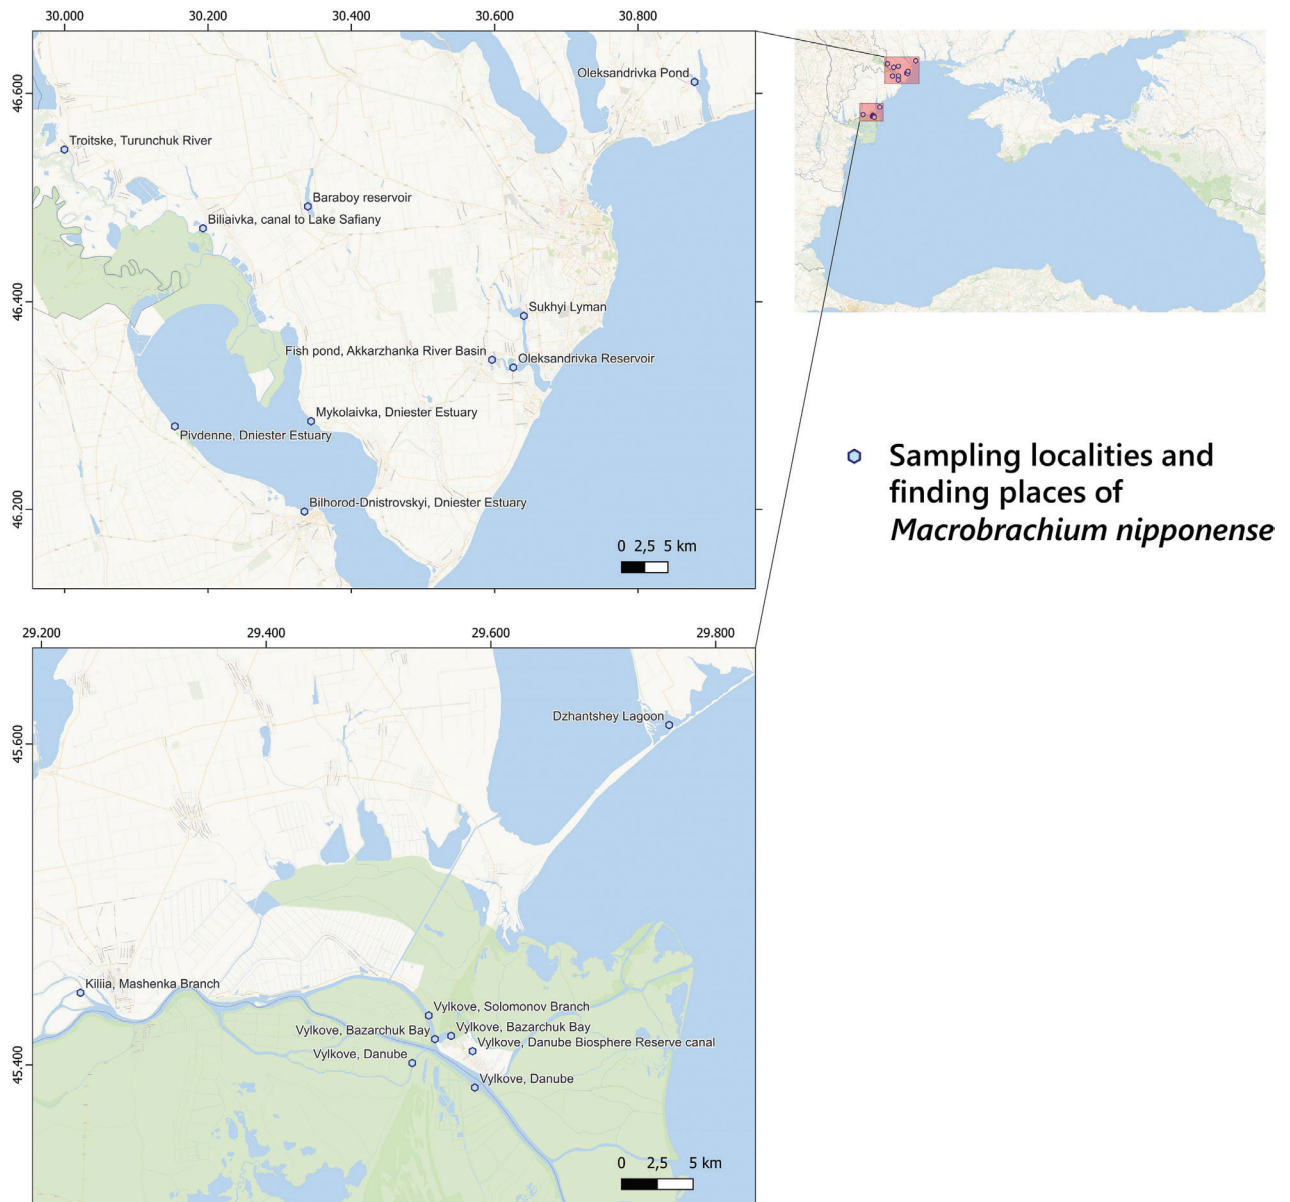 30.000 30.200 30.400 30.600 30.800
46.600
46.400
46.200
Oleksandrivka Pond
Troitske, Turunchuk River
Baraboy reservoir
Biliaivka, canal to Lake Safiany
Sukhyi Lyman
Fish pond, Akkarzhanka River Basin
Oleksandrivka Reservoir
Mykolaivka, Dniester Estuary
Pivdenne, Dniester Estuary
Bilhorod-Dnistrovskyi, Dniester Estuary
0 2,5 5 km
Sampling localities and
finding places of
Macrobrachium nipponense
29.200 29.400 29.600 29.800
45.600
45.400
Dzhantshey Lagoon
Kiliia, Mashenka Branch
Vylkove, Solomonov Branch
Vylkove, Bazarchuk Bay
Vylkove, Bazarchuk Bay
Vylkove, Danube Biosphere Reserve canal
Vylkove, Danube
Vylkove, Danube
0 2,5 5 km